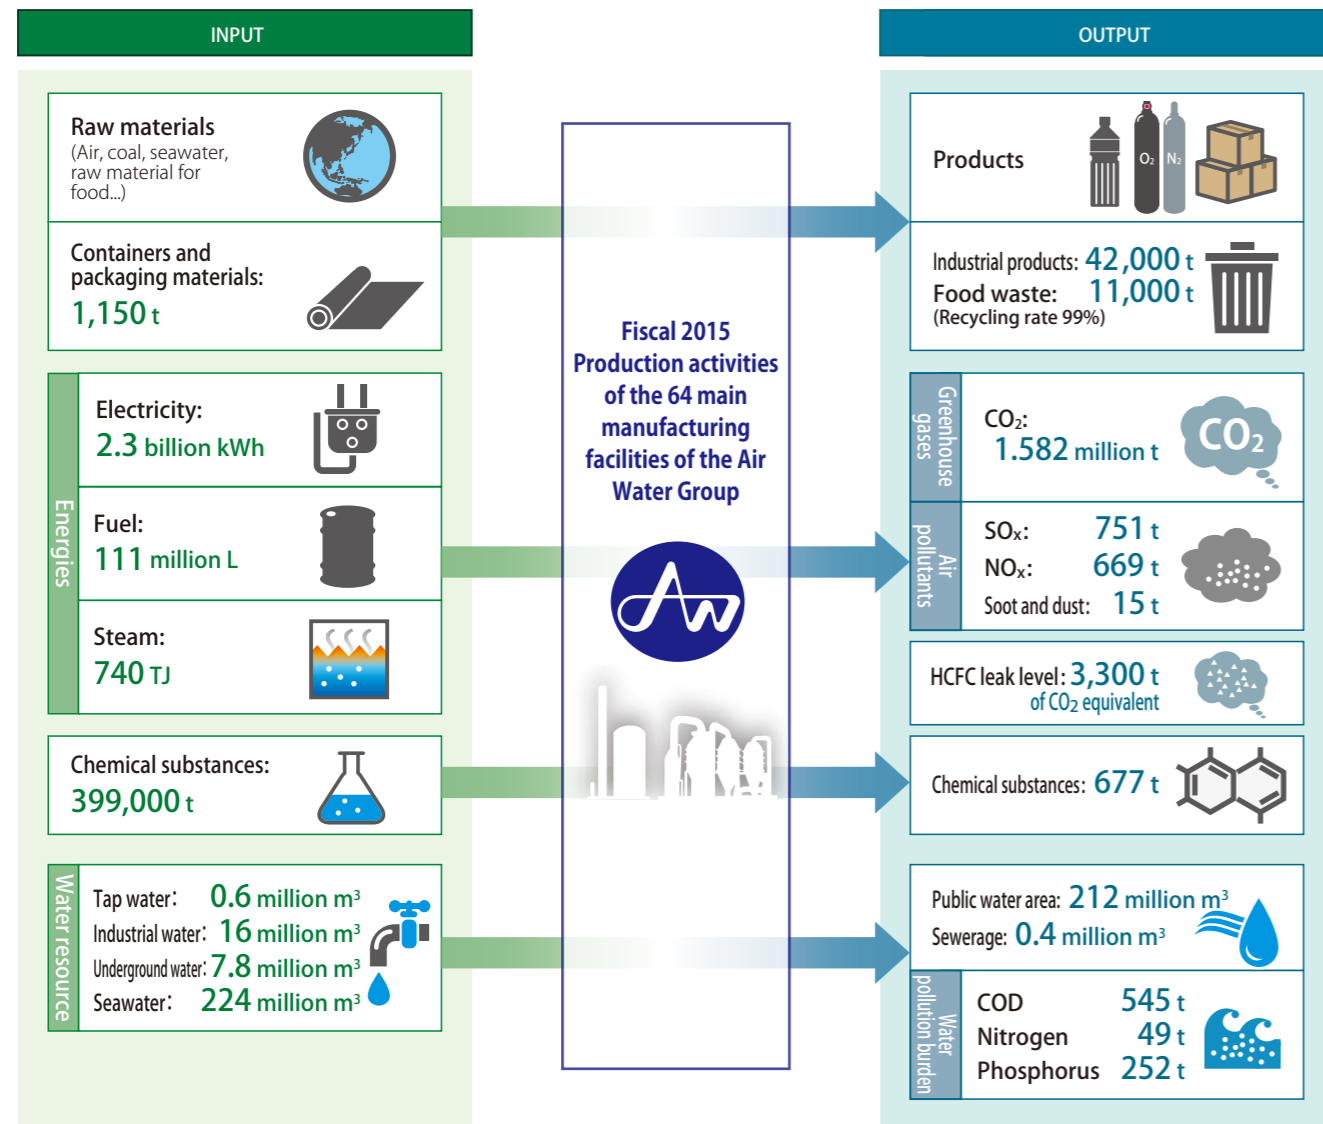 INPUT
Raw materials
(Air, coal, seawater,
raw material for
food...)
Containers and
packaging materials:
1,150 t
Energies
Electricity:
2.3 billion kWh
Fuel:
111 million L
Steam:
740 TJ
Chemical substances:
399,000 t
Water resource
Tap water: 0.6 million m³
Industrial water: 16 million m³
Underground water: 7.8 million m³
Seawater: 224 million m³
Fiscal 2015
Production activities
of the 64 main
manufacturing
facilities of the Air
Water Group
AW
OUTPUT
Products
O₂ N₂
Industrial products: 42,000 t
Food waste: 11,000 t
(Recycling rate 99%)
Greenhouse
gases
CO₂:
1.582 million t
CO₂
Air
pollutants
SOx: 751 t
NOx: 669 t
Soot and dust: 15 t
HCFC leak level: 3,300 t
of CO₂ equivalent
Chemical substances: 677 t
Public water area: 212 million m³
Sewerage: 0.4 million m³
Water
pollution burden
COD 545 t
Nitrogen 49 t
Phosphorus 252 t